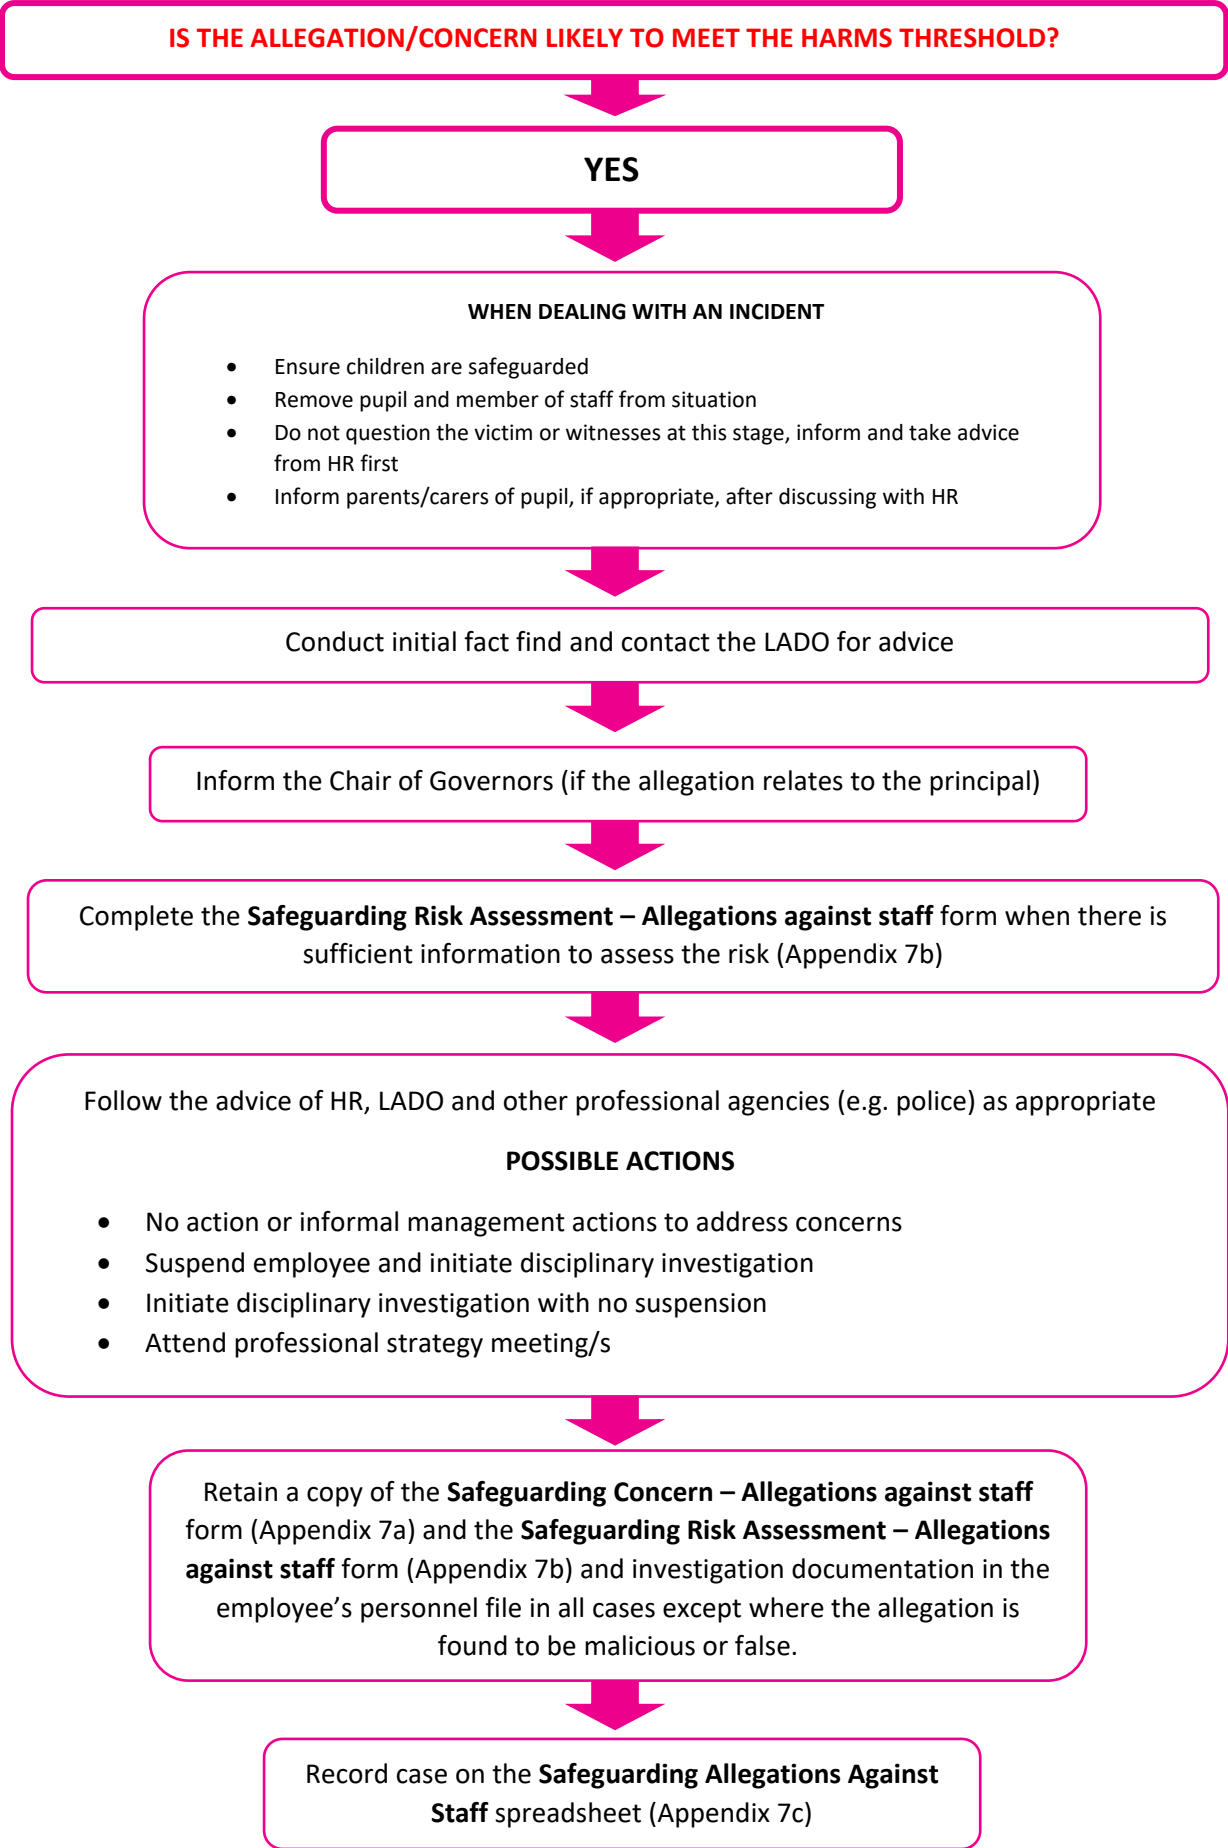 IS THE ALLEGATION/CONCERN LIKELY TO MEET THE HARMS THRESHOLD?
YES
WHEN DEALING WITH AN INCIDENT
• Ensure children are safeguarded
• Remove pupil and member of staff from situation
• Do not question the victim or witnesses at this stage, inform and take advice
from HR first
• Inform parents/carers of pupil, if appropriate, after discussing with HR
Conduct initial fact find and contact the LADO for advice
Inform the Chair of Governors (if the allegation relates to the principal)
Complete the Safeguarding Risk Assessment – Allegations against staff form when there is
sufficient information to assess the risk (Appendix 7b)
Follow the advice of HR, LADO and other professional agencies (e.g. police) as appropriate
POSSIBLE ACTIONS
• No action or informal management actions to address concerns
• Suspend employee and initiate disciplinary investigation
• Initiate disciplinary investigation with no suspension
• Attend professional strategy meeting/s
Retain a copy of the Safeguarding Concern – Allegations against staff
form (Appendix 7a) and the Safeguarding Risk Assessment – Allegations
against staff form (Appendix 7b) and investigation documentation in the
employee’s personnel file in all cases except where the allegation is
found to be malicious or false.
Record case on the Safeguarding Allegations Against
Staff spreadsheet (Appendix 7c)